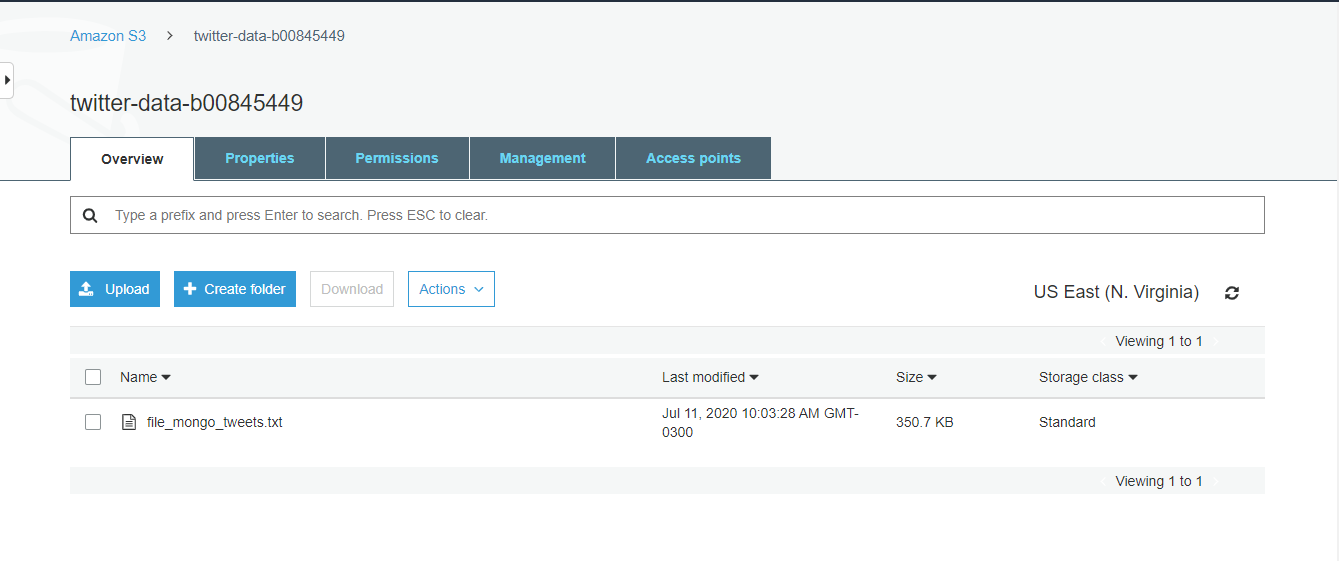 Amazon S3 > twitter-data-b00845449
twitter-data-b00845449
Overview Properties Permissions Management Access points
Type a prefix and press Enter to search. Press ESC to clear.
Upload Create folder Download Actions US East (N. Virginia)
Viewing 1 to 1
Name Last modified Size Storage class
file_mongo_tweets.txt Jul 11, 2020 10:03:28 AM GMT-
0300 350.7 KB Standard
Viewing 1 to 1